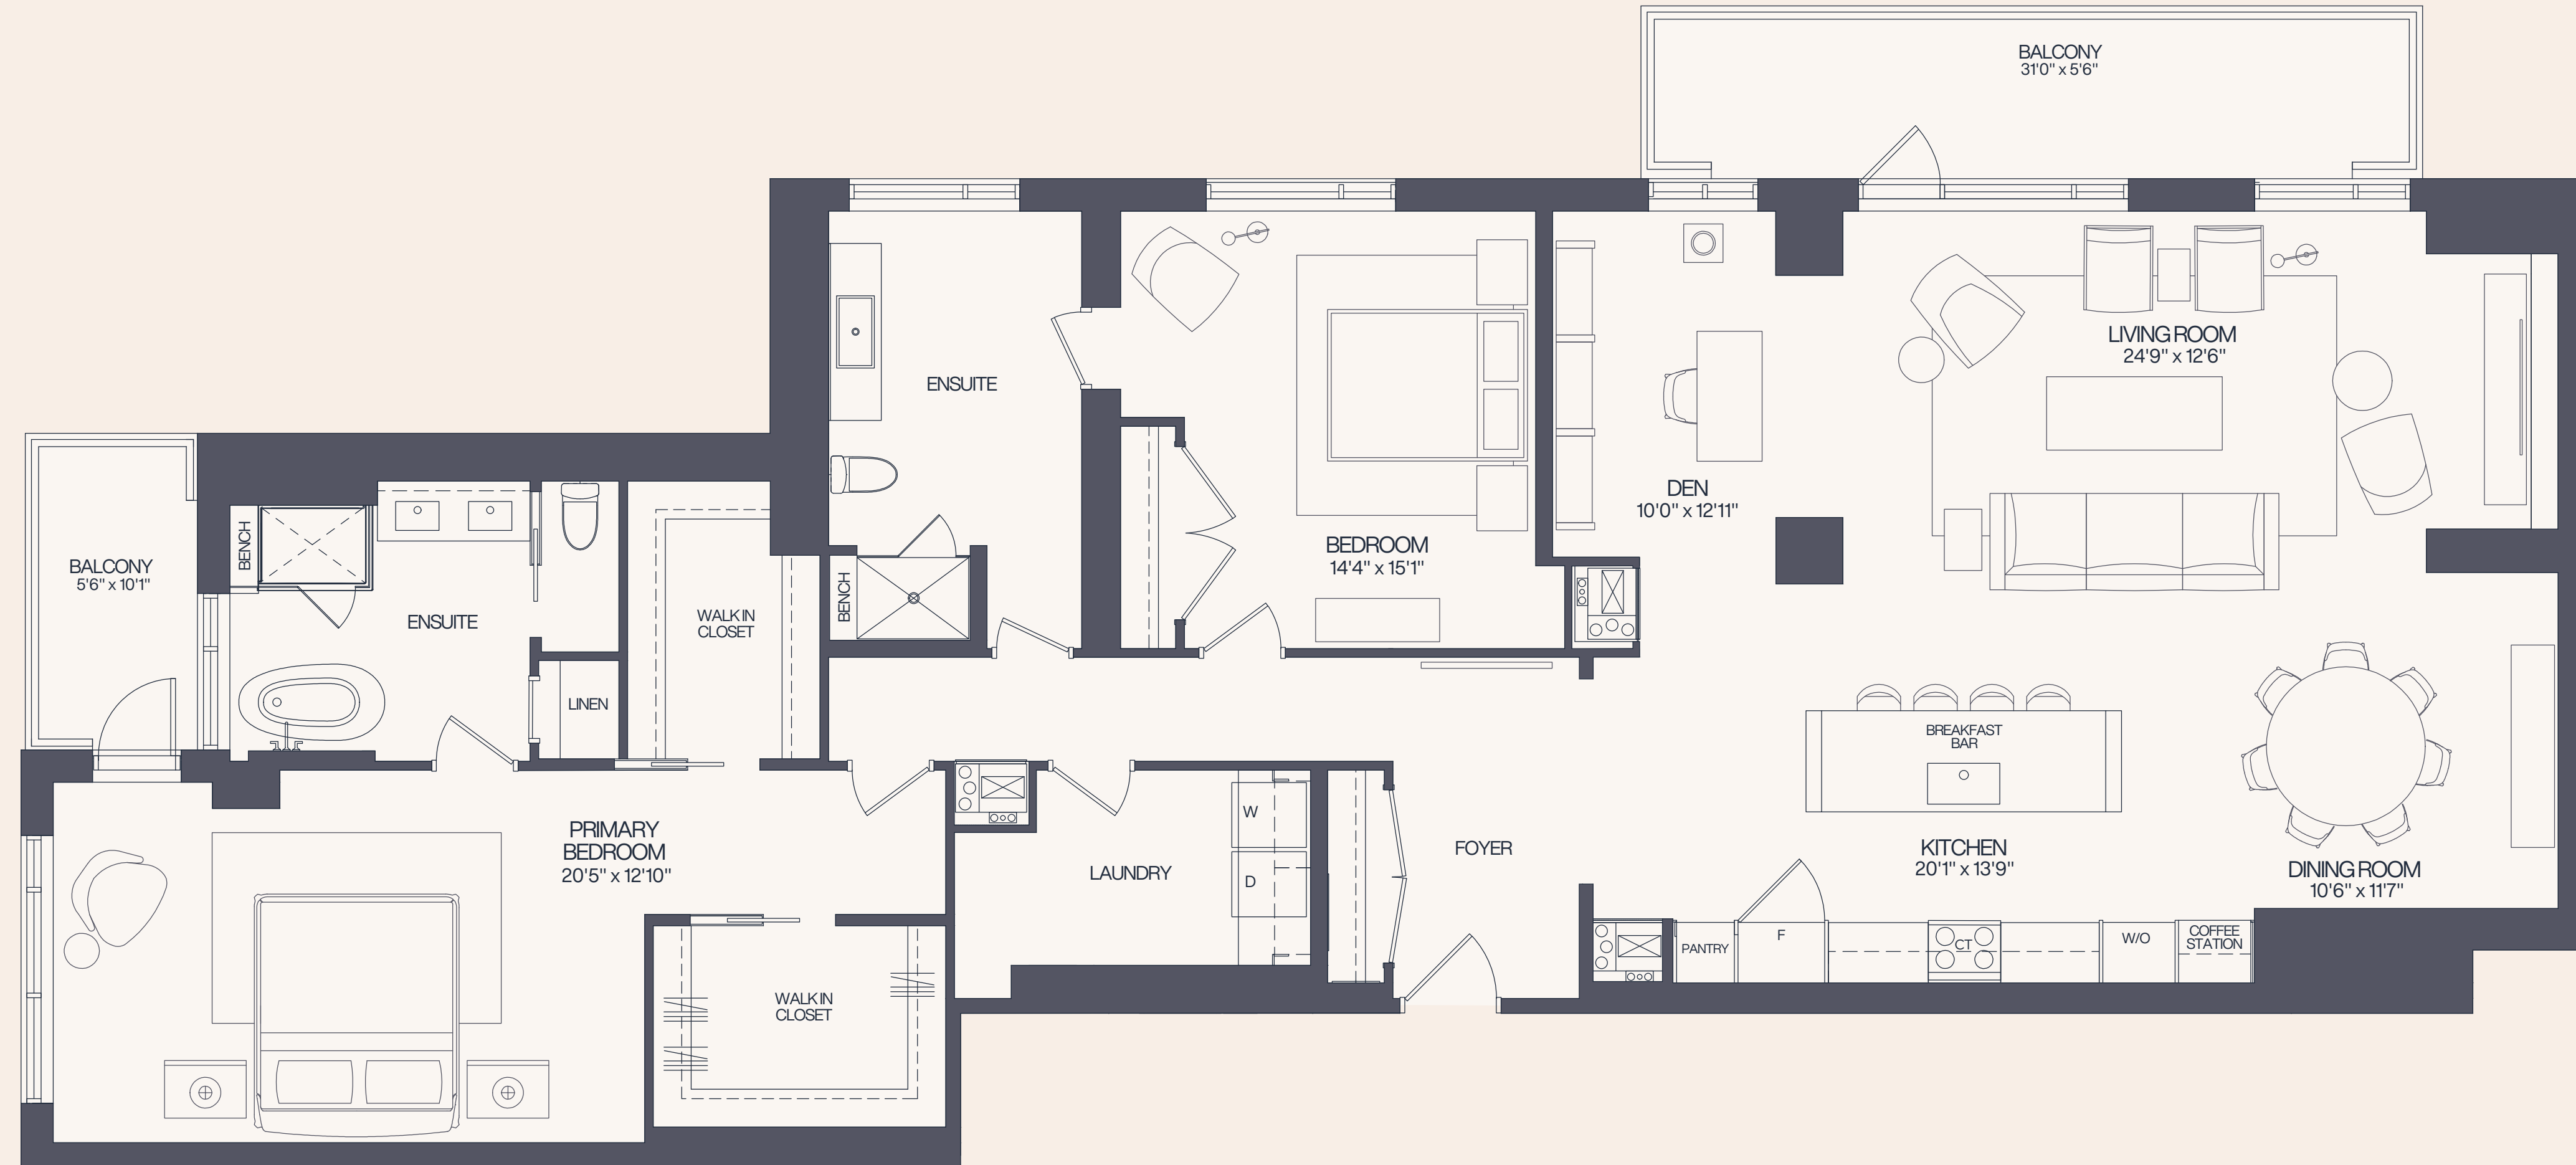 BALCONY
31'0" x 5'6"
LIVING ROOM
24'9" x 12'6"
ENSUITE
DEN
10'0" x 12'11"
BEDROOM
14'4" x 15'1"
BENCH
BALCONY
5'6" x 10'1"
BENCH
ENSUITE
WALK IN
CLOSET
LINEN
BREAKFAST
BAR
PRIMARY
BEDROOM
20'5" x 12'10"
W
D
LAUNDRY
FOYER
KITCHEN
20'1" x 13'9"
DINING ROOM
10'6" x 11'7"
PANTRY
F
CT
W/O
COFFEE
STATION
WALK IN
CLOSET